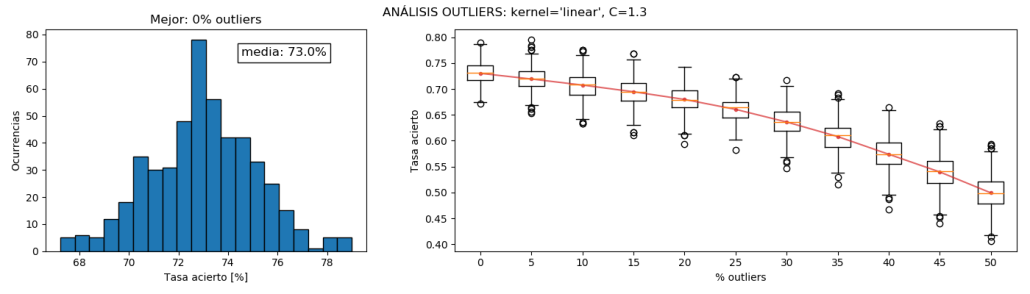 ANÁLISIS OUTLIERS: kernel='linear', C=1.3
Mejor: 0% outliers
media: 73.0%
Ocurrencias
80
70
60
50
40
30
20
10
0
68 70 72 74 76 78
Tasa acierto [%]
Tasa acierto
0.80
0.75
0.70
0.65
0.60
0.55
0.50
0.45
0.40
0 5 10 15 20 25 30 35 40 45 50
% outliers